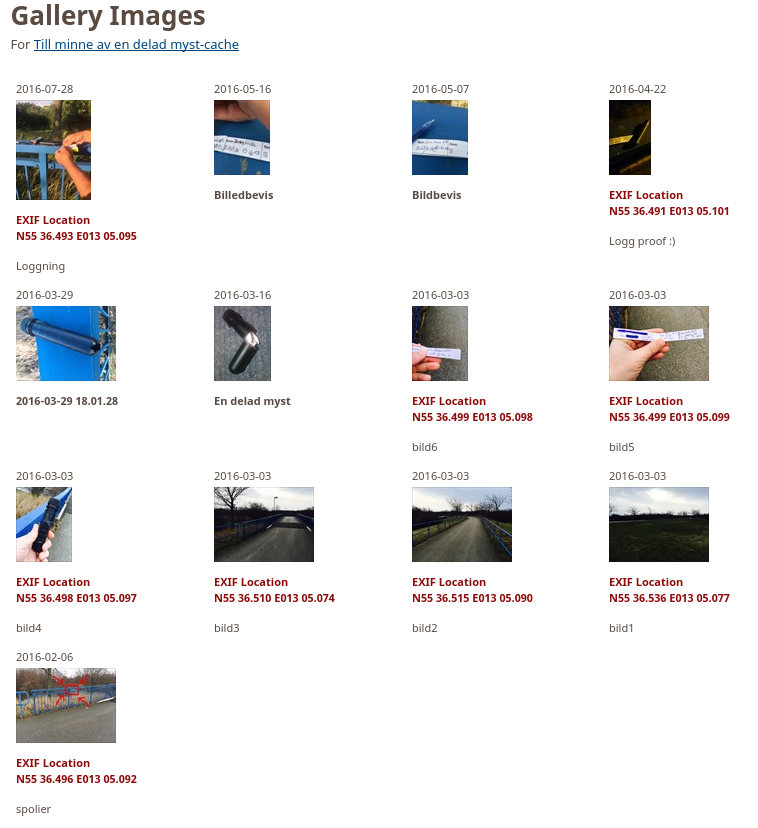 Gallery Images
For Till minne av en delad myst-cache
2016-07-28
EXIF Location
N55 36.493 E013 05.095
Loggning
2016-05-16
Billedbevis
2016-05-07
Bildbevis
2016-04-22
EXIF Location
N55 36.491 E013 05.101
Logg proof :)
2016-03-29
2016-03-29 18.01.28
2016-03-16
En delad myst
2016-03-03
EXIF Location
N55 36.499 E013 05.098
bild6
2016-03-03
EXIF Location
N55 36.499 E013 05.099
bild5
2016-03-03
EXIF Location
N55 36.498 E013 05.097
bild4
2016-03-03
EXIF Location
N55 36.510 E013 05.074
bild3
2016-03-03
EXIF Location
N55 36.515 E013 05.090
bild2
2016-03-03
EXIF Location
N55 36.536 E013 05.077
bild1
2016-02-06
EXIF Location
N55 36.496 E013 05.092
spolier